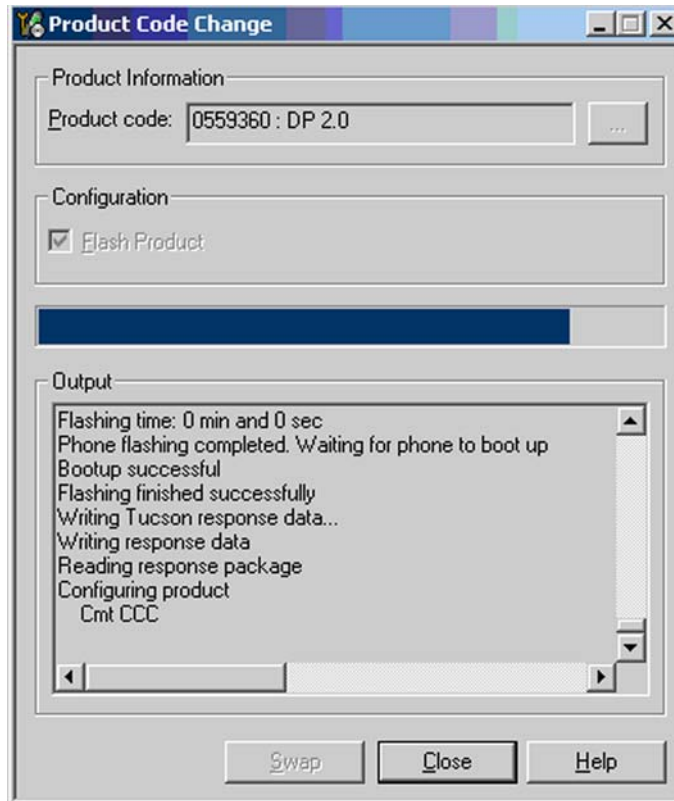 Product Code Change
Product Information
Product code: 0559360 : DP 2.0
...
Configuration
Flash Product
Output
Flashing time: 0 min and 0 sec
Phone flashing completed. Waiting for phone to boot up
Bootup successful
Flashing finished successfully
Writing Tucson response data...
Writing response data
Reading response package
Configuring product
Cmt CCC
Swap Close Help